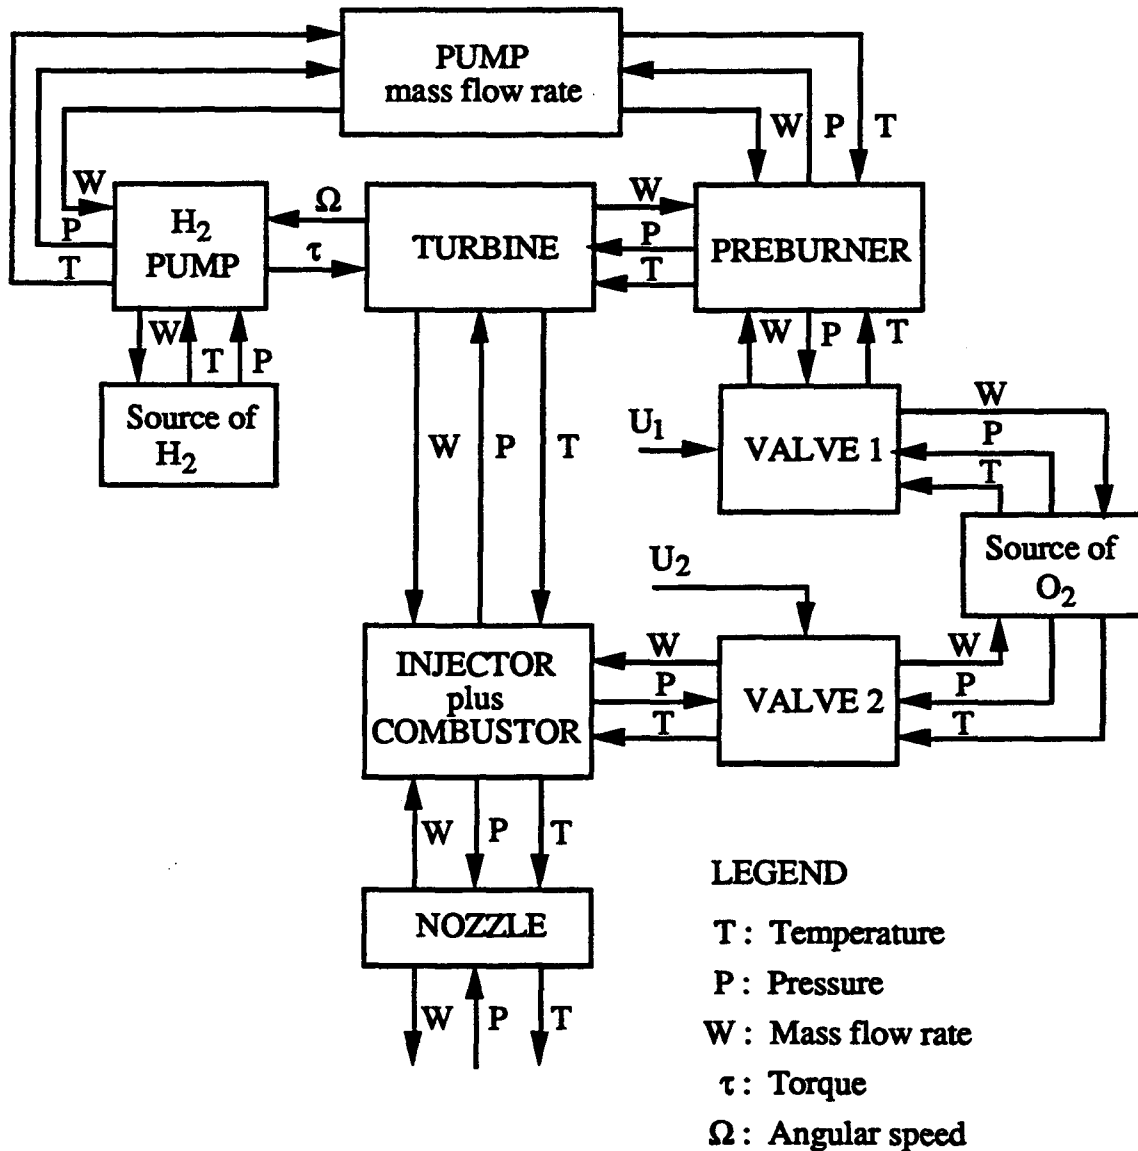 PUMP
mass flow rate
W P T
W
P
T
H2
PUMP
Ω
τ
TURBINE
W
P
T
PREBURNER
W T P
W P T
Source of
H2
W P T
U1
VALVE 1
W
P
T
Source of
O2
U2
INJECTOR
plus
COMBUSTOR
W
P
T
VALVE 2
W
P
T
W P T
NOZZLE
W P T
LEGEND
T : Temperature
P : Pressure
W : Mass flow rate
τ : Torque
Ω : Angular speed